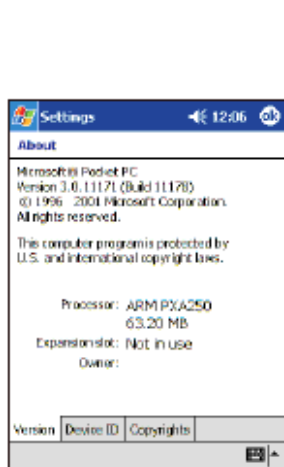 Settings 12:06 ok
About
Microsoft® Pocket PC
Version 3.0.11171 (Build 11178)
© 1996 2001 Microsoft Corporation.
All rights reserved.
This computer program is protected by
U.S. and international copyright laws.
Processor: ARM PXA250
63.20 MB
Expansion slot: Not in use
Owner:
Version Device ID Copyrights